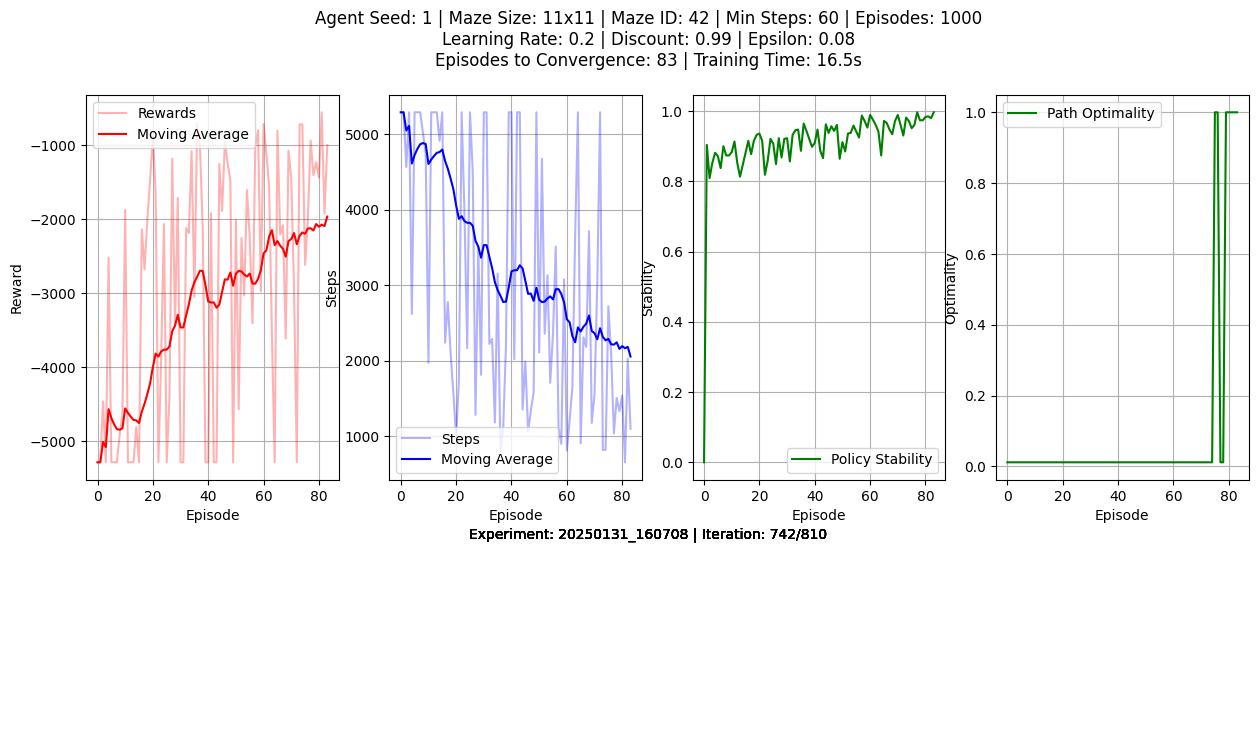 Agent Seed: 1 | Maze Size: 11x11 | Maze ID: 42 | Min Steps: 60 | Episodes: 1000
Learning Rate: 0.2 | Discount: 0.99 | Epsilon: 0.08
Episodes to Convergence: 83 | Training Time: 16.5s
Reward
−1000
−2000
−3000
−4000
−5000
Rewards
Moving Average
0 20 40 60 80
Episode
Steps
5000
4000
3000
2000
1000
Steps
Moving Average
0 20 40 60 80
Episode
Stability
1.0
0.8
0.6
0.4
0.2
0.0
Policy Stability
0 20 40 60 80
Episode
Optimality
1.0
0.8
0.6
0.4
0.2
0.0
Path Optimality
0 20 40 60 80
Episode
Experiment: 20250131_160708 | Iteration: 742/810